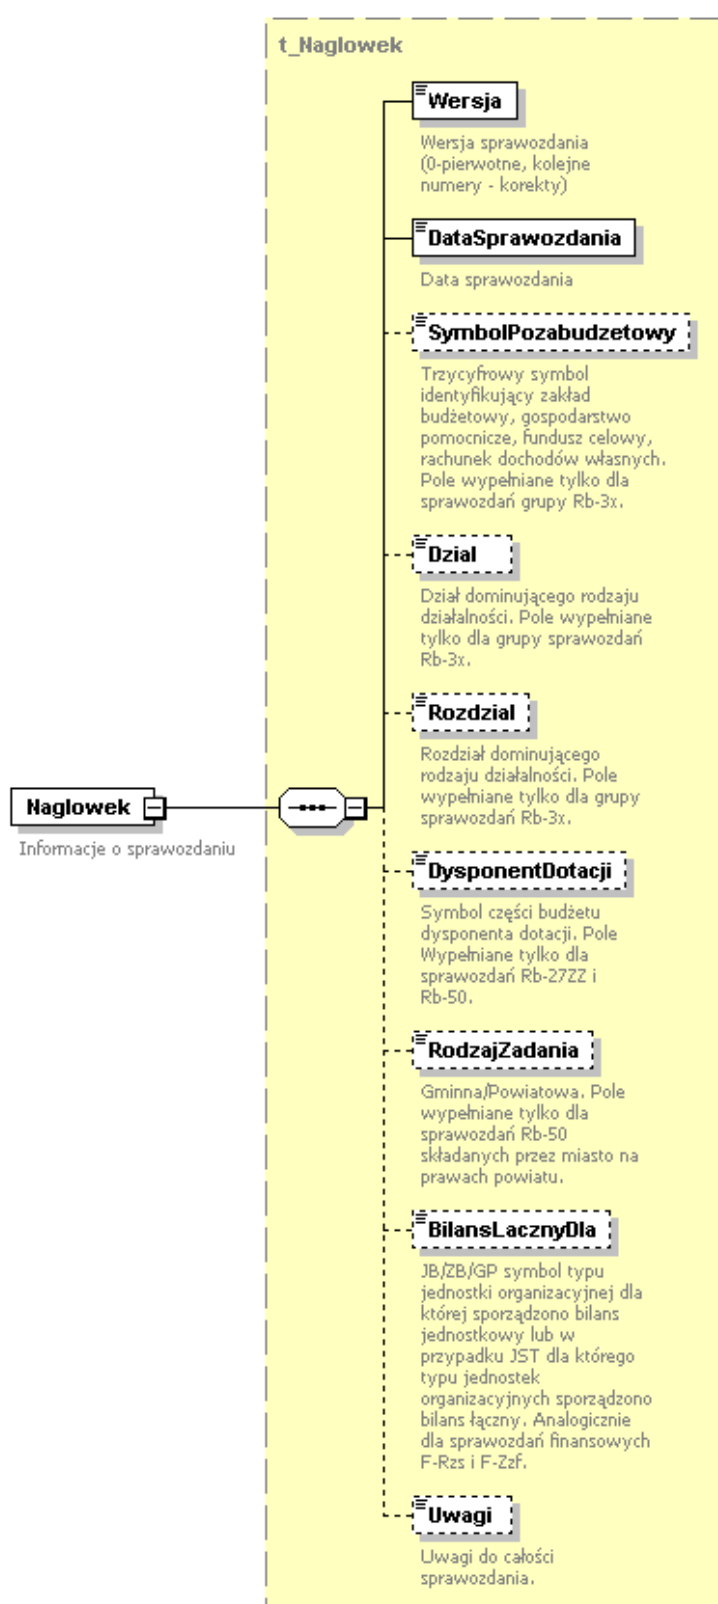 t_Naglowek
Wersja
Wersja sprawozdania
(0-pierwotne, kolejne
numery - korekty)
DataSprawozdania
Data sprawozdania
SymbolPozabudzetowy
Trzycyfrowy symbol
identyfikujący zakład
budżetowy, gospodarstwo
pomocnicze, fundusz celowy,
rachunek dochodów własnych.
Pole wypełniane tylko dla
sprawozdań grupy Rb-3x.
Dzial
Dział dominującego rodzaju
działalności. Pole wypełniane
tylko dla grupy sprawozdań
Rb-3x.
Rozdzial
Rozdział dominującego
rodzaju działalności. Pole
wypełniane tylko dla grupy
sprawozdań Rb-3x.
Naglowek
Informacje o sprawozdaniu
DysponentDotacji
Symbol części budżetu
dysponenta dotacji. Pole
Wypełniane tylko dla
sprawozdań Rb-27ZZ i
Rb-50.
RodzajZadania
Gminna/Powiatowa. Pole
wypełniane tylko dla
sprawozdań Rb-50
składanych przez miasto na
prawach powiatu.
BilansLacznyDla
JB/ZB/GP symbol typu
jednostki organizacyjnej dla
której sporządzono bilans
jednostkowy lub w
przypadku JST dla którego
typu jednostek
organizacyjnych sporządzono
bilans łączny. Analogicznie
dla sprawozdań finansowych
F-Rzs i F-Zzf.
Uwagi
Uwagi do całości
sprawozdania.